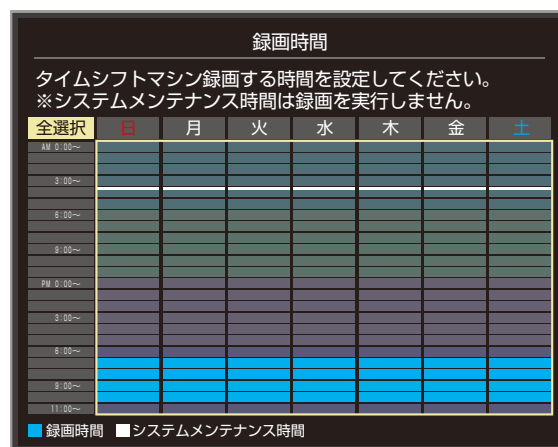 録画時間
タイムシフトマシン録画する時間を設定してください。
※システムメンテナンス時間は録画を実行しません。
全選択 日 月 火 水 木 金 土
AM 0:00～
3:00～
6:00～
9:00～
PM 0:00～
3:00～
6:00～
9:00～
11:00～
録画時間 システムメンテナンス時間